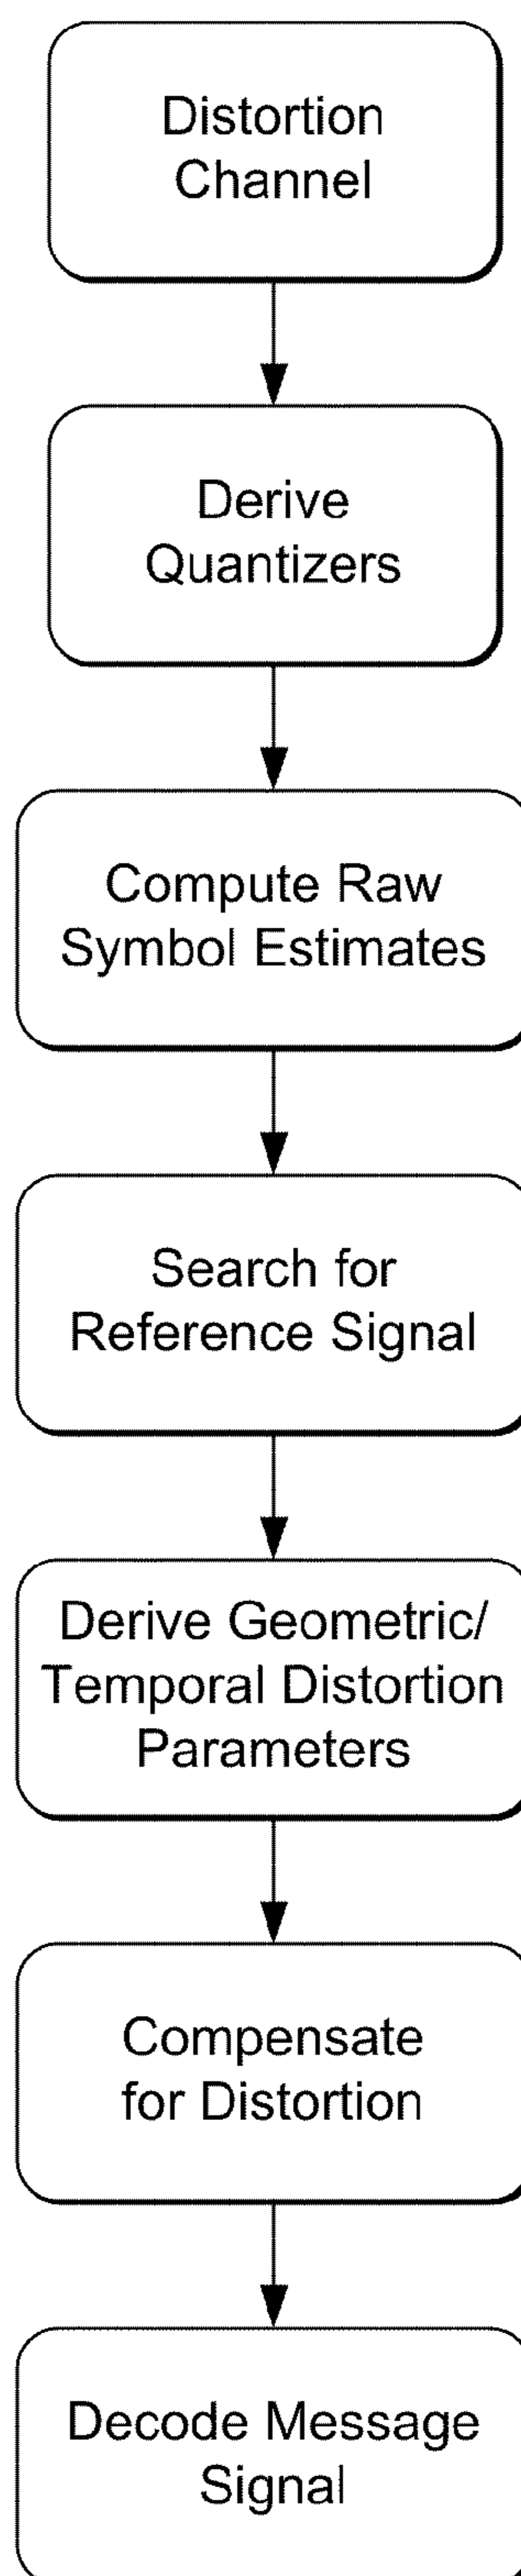 Distortion
Channel
Derive
Quantizers
Compute Raw
Symbol Estimates
Search for
Reference Signal
Derive Geometric/
Temporal Distortion
Parameters
Compensate
for Distortion
Decode Message
Signal